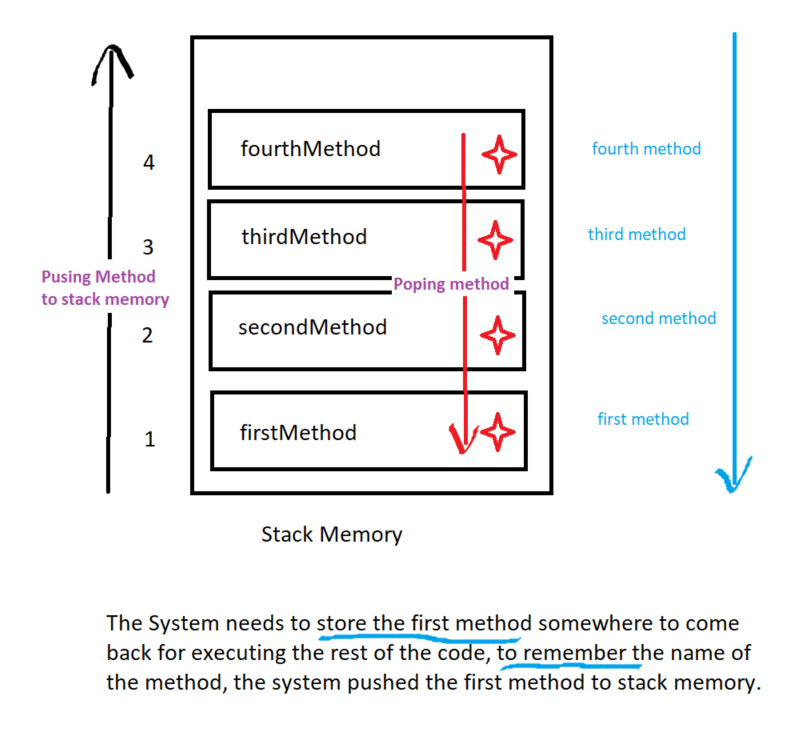 4
fourthMethod
fourth method
3
thirdMethod
third method
Pusing Method
to stack memory
Poping method
2
secondMethod
second method
1
firstMethod
first method
Stack Memory
The System needs to store the first method somewhere to come
back for executing the rest of the code, to remember the name of
the method, the system pushed the first method to stack memory.